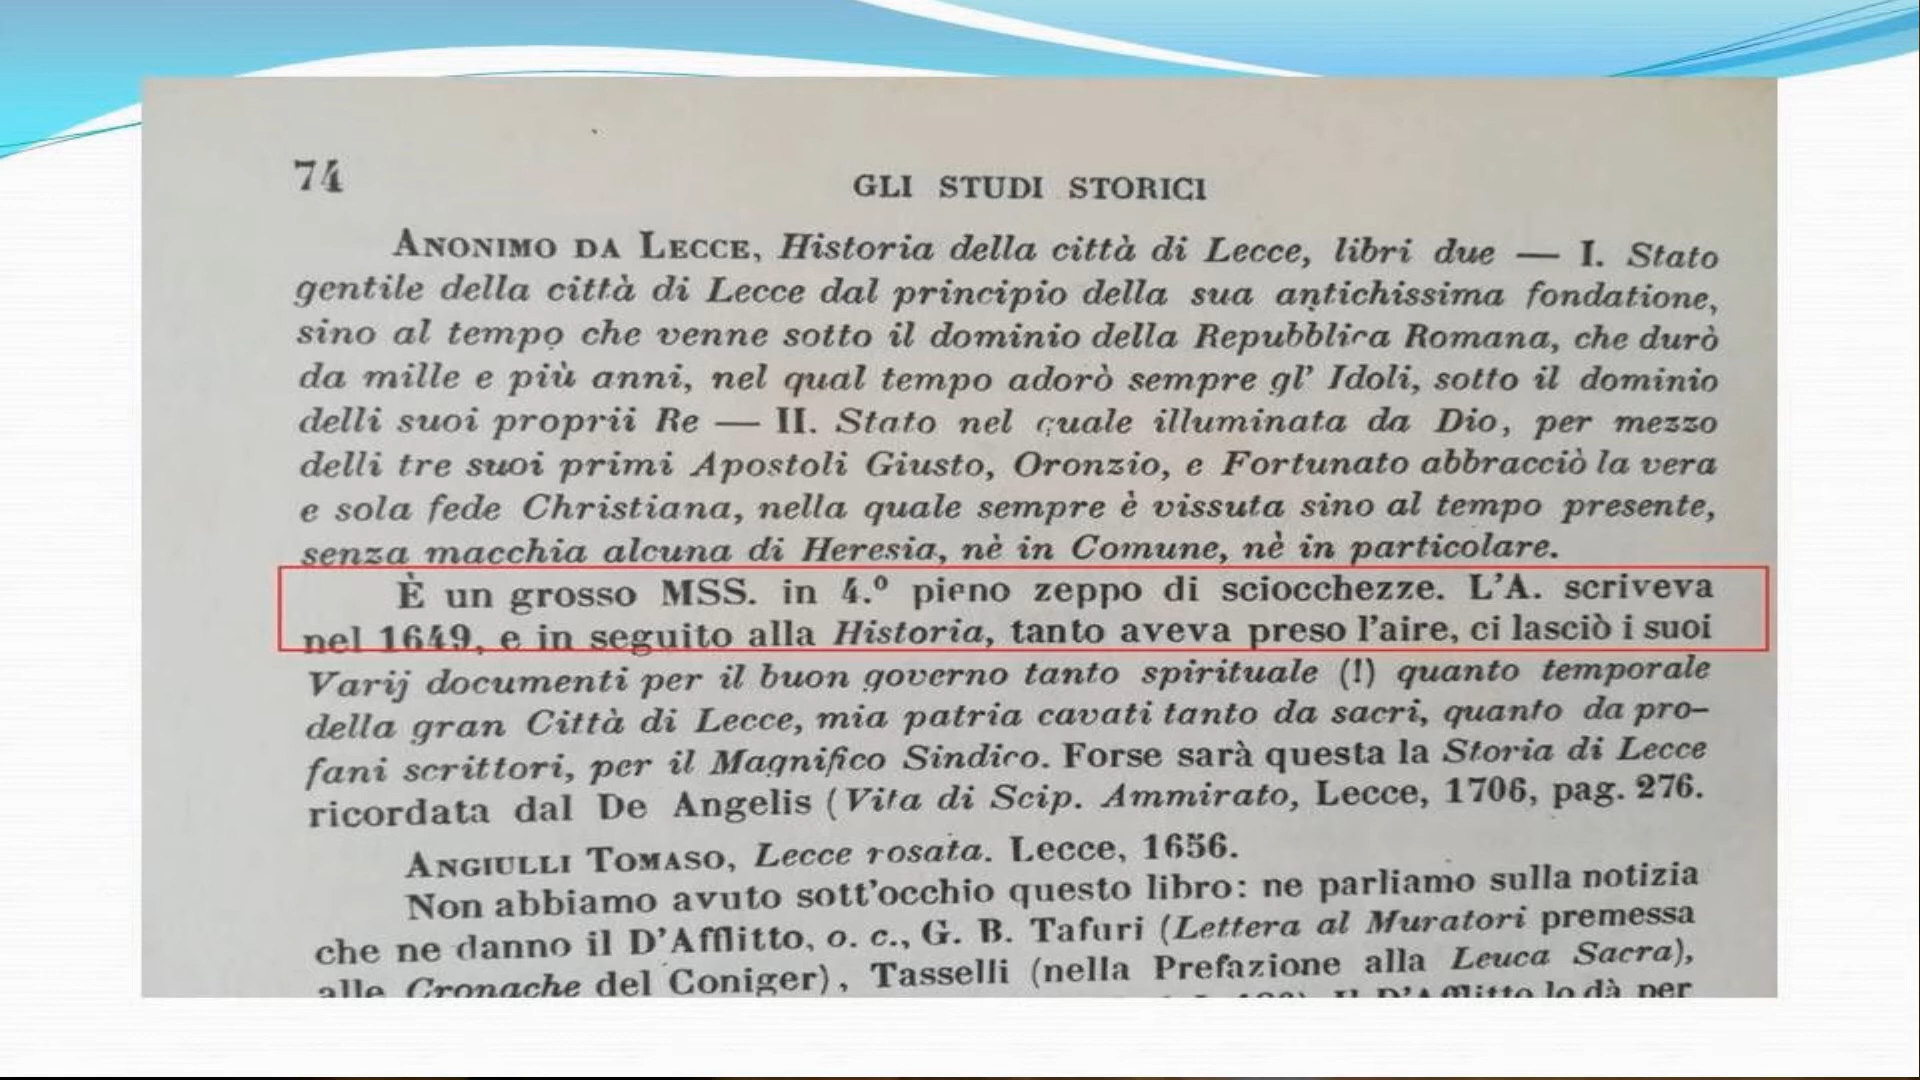 74
GLI STUDI STORICI
ANONIMO DA LECCE, Historia della città di Lecce, libri due — I. Stato
gentile della città di Lecce dal principio della sua antichissima fondatione,
sino al tempo che venne sotto il dominio della Repubblica Romana, che durò
da mille e più anni, nel qual tempo adorò sempre gl' Idoli, sotto il dominio
delli suoi proprii Re — II. Stato nel quale illuminata da Dio, per mezzo
delli tre suoi primi Apostoli Giusto, Oronzio, e Fortunato abbracciò la vera
e sola fede Christiana, nella quale sempre è vissuta sino al tempo presente,
senza macchia alcuna di Heresia, nè in Comune, nè in particolare.
È un grosso MSS. in 4.º pieno zeppo di sciocchezze. L'A. scriveva
nel 1649, e in seguito alla Historia, tanto aveva preso l'aire, ci lasciò i suoi
Varij documenti per il buon governo tanto spirituale (!) quanto temporale
della gran Città di Lecce, mia patria cavati tanto da sacri, quanto da pro-
fani scrittori, per il Magnifico Sindico. Forse sarà questa la Storia di Lecce
ricordata dal De Angelis (Vita di Scip. Ammirato, Lecce, 1706, pag. 276.
ANGIULLI TOMASO, Lecce rosata. Lecce, 1656.
Non abbiamo avuto sott'occhio questo libro: ne parliamo sulla notizia
che ne danno il D'Afflitto, o. c., G. B. Tafuri (Lettera al Muratori premessa
alle Cronache del Coniger), Tasselli (nella Prefazione alla Leuca Sacra),
Il D'Afflitto lo dà per